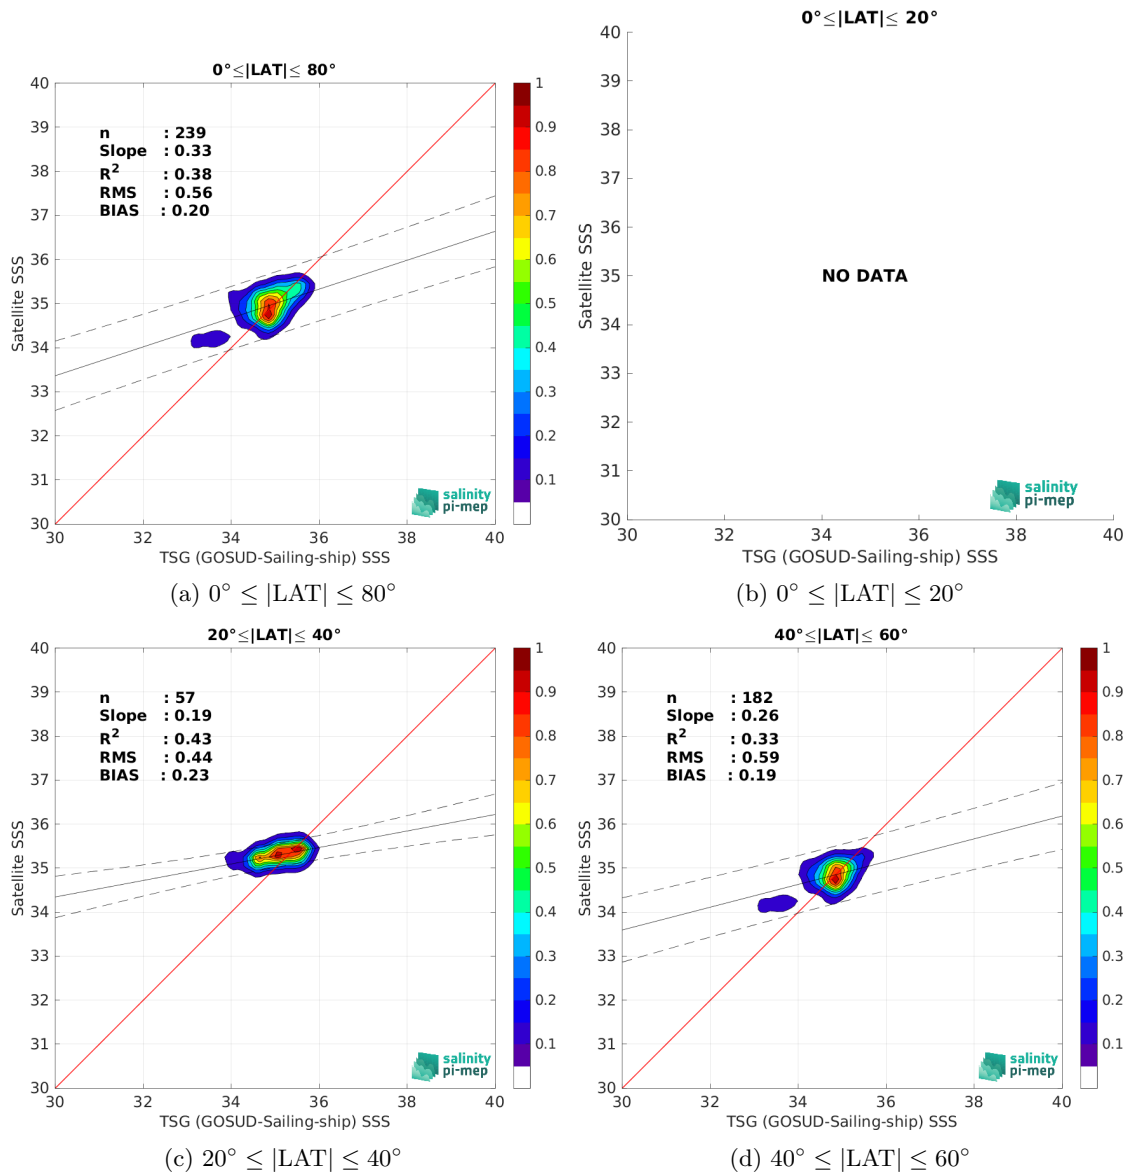 0°≤|LAT|≤ 80°
40
39
38
37
36
35
34
33
32
31
30
Satellite SSS
n : 239
Slope : 0.33
R² : 0.38
RMS : 0.56
BIAS : 0.20
salinity
pi-mep
30 32 34 36 38 40
TSG (GOSUD-Sailing-ship) SSS
1
0.9
0.8
0.7
0.6
0.5
0.4
0.3
0.2
0.1
(a) 0° ≤ |LAT| ≤ 80°
0°≤|LAT|≤ 20°
40
39
38
37
36
35
34
33
32
31
30
Satellite SSS
NO DATA
salinity
pi-mep
30 32 34 36 38 40
TSG (GOSUD-Sailing-ship) SSS
(b) 0° ≤ |LAT| ≤ 20°
20°≤|LAT|≤ 40°
40
39
38
37
36
35
34
33
32
31
30
Satellite SSS
n : 57
Slope : 0.19
R² : 0.43
RMS : 0.44
BIAS : 0.23
salinity
pi-mep
30 32 34 36 38 40
TSG (GOSUD-Sailing-ship) SSS
1
0.9
0.8
0.7
0.6
0.5
0.4
0.3
0.2
0.1
(c) 20° ≤ |LAT| ≤ 40°
40°≤|LAT|≤ 60°
40
39
38
37
36
35
34
33
32
31
30
Satellite SSS
n : 182
Slope : 0.26
R² : 0.33
RMS : 0.59
BIAS : 0.19
salinity
pi-mep
30 32 34 36 38 40
TSG (GOSUD-Sailing-ship) SSS
1
0.9
0.8
0.7
0.6
0.5
0.4
0.3
0.2
0.1
(d) 40° ≤ |LAT| ≤ 60°